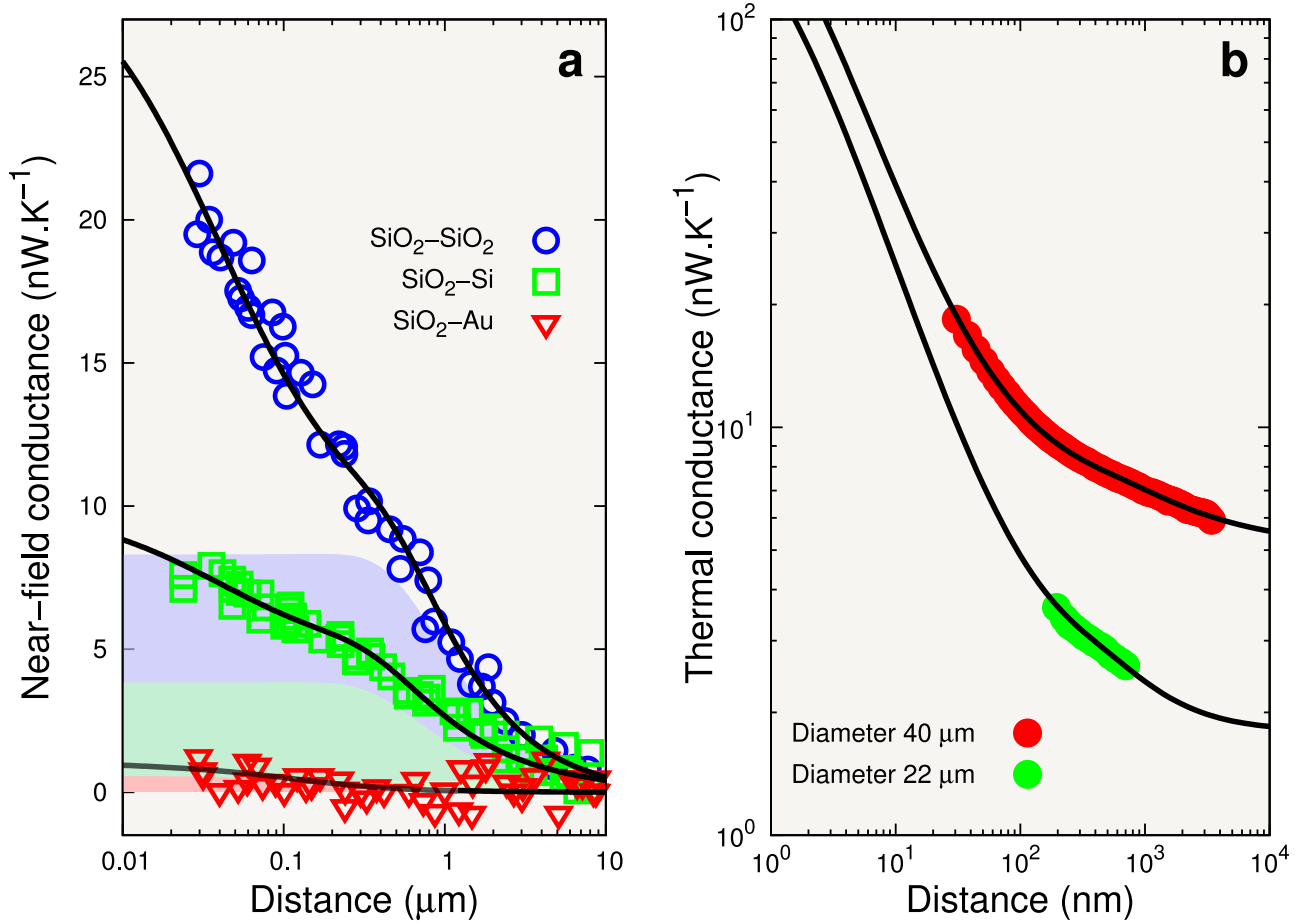 a
Near−field conductance (nW.K⁻¹)
25
20
15
10
5
0
SiO₂−SiO₂
SiO₂−Si
SiO₂−Au
0.01
0.1
1
10
Distance (μm)
b
Thermal conductance (nW.K⁻¹)
10²
10¹
10⁰
Diameter 40 μm
Diameter 22 μm
10⁰
10¹
10²
10³
10⁴
Distance (nm)